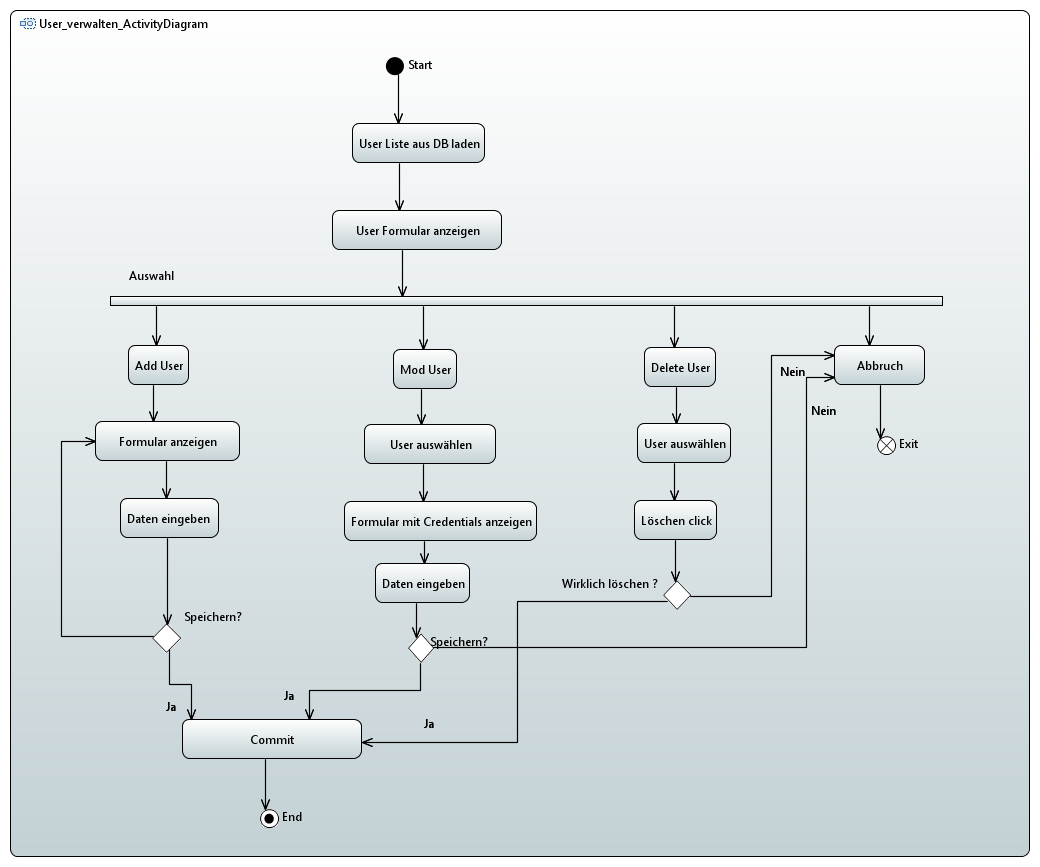 User_verwalten_ActivityDiagram
Start
User Liste aus DB laden
User Formular anzeigen
Auswahl
Add User
Mod User
Delete User
Nein
Abbruch
Nein
Formular anzeigen
User auswählen
User auswählen
Exit
Daten eingeben
Formular mit Credentials anzeigen
Löschen click
Daten eingeben
Wirklich löschen ?
Speichern?
Speichern?
Ja
Ja
Ja
Commit
End